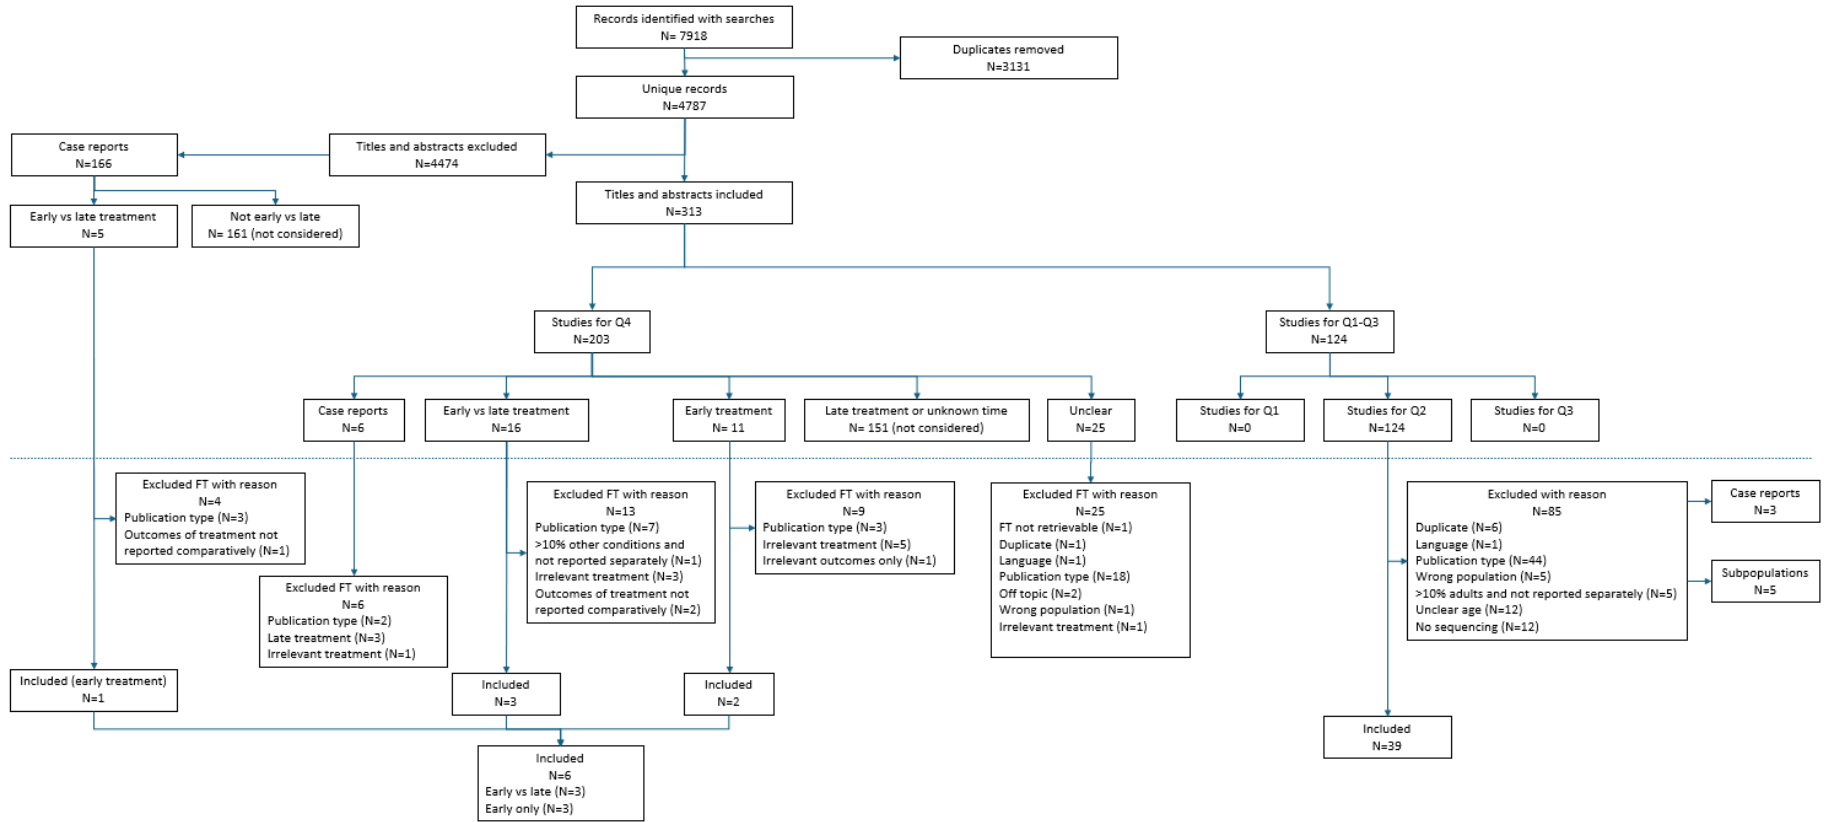 Records identified with searches
N= 7918
Duplicates removed
N=3131
Unique records
N=4787
Case reports
N=166
Titles and abstracts excluded
N=4474
Titles and abstracts included
N=313
Early vs late treatment
N=5
Not early vs late
N= 161 (not considered)
Studies for Q4
N=203
Studies for Q1-Q3
N=124
Case reports
N=6
Early vs late treatment
N=16
Early treatment
N= 11
Late treatment or unknown time
N= 151 (not considered)
Unclear
N=25
Studies for Q1
N=0
Studies for Q2
N=124
Studies for Q3
N=0
Excluded FT with reason
N=4
Publication type (N=3)
Outcomes of treatment not
reported comparatively (N=1)
Excluded FT with reason
N=6
Publication type (N=2)
Late treatment (N=3)
Irrelevant treatment (N=1)
Excluded FT with reason
N=13
Publication type (N=7)
>10% other conditions and
not reported separately (N=1)
Irrelevant treatment (N=3)
Outcomes of treatment not
reported comparatively (N=2)
Excluded FT with reason
N=9
Publication type (N=3)
Irrelevant treatment (N=5)
Irrelevant outcomes only (N=1)
Excluded FT with reason
N=25
FT not retrievable (N=1)
Duplicate (N=1)
Language (N=1)
Publication type (N=18)
Off topic (N=2)
Wrong population (N=1)
Irrelevant treatment (N=1)
Excluded with reason
N=85
Duplicate (N=6)
Language (N=1)
Publication type (N=44)
Wrong population (N=5)
>10% adults and not reported separately (N=5)
Unclear age (N=12)
No sequencing (N=12)
Case reports
N=3
Subpopulations
N=5
Included (early treatment)
N=1
Included
N=3
Included
N=2
Included
N=39
Included
N=6
Early vs late (N=3)
Early only (N=3)